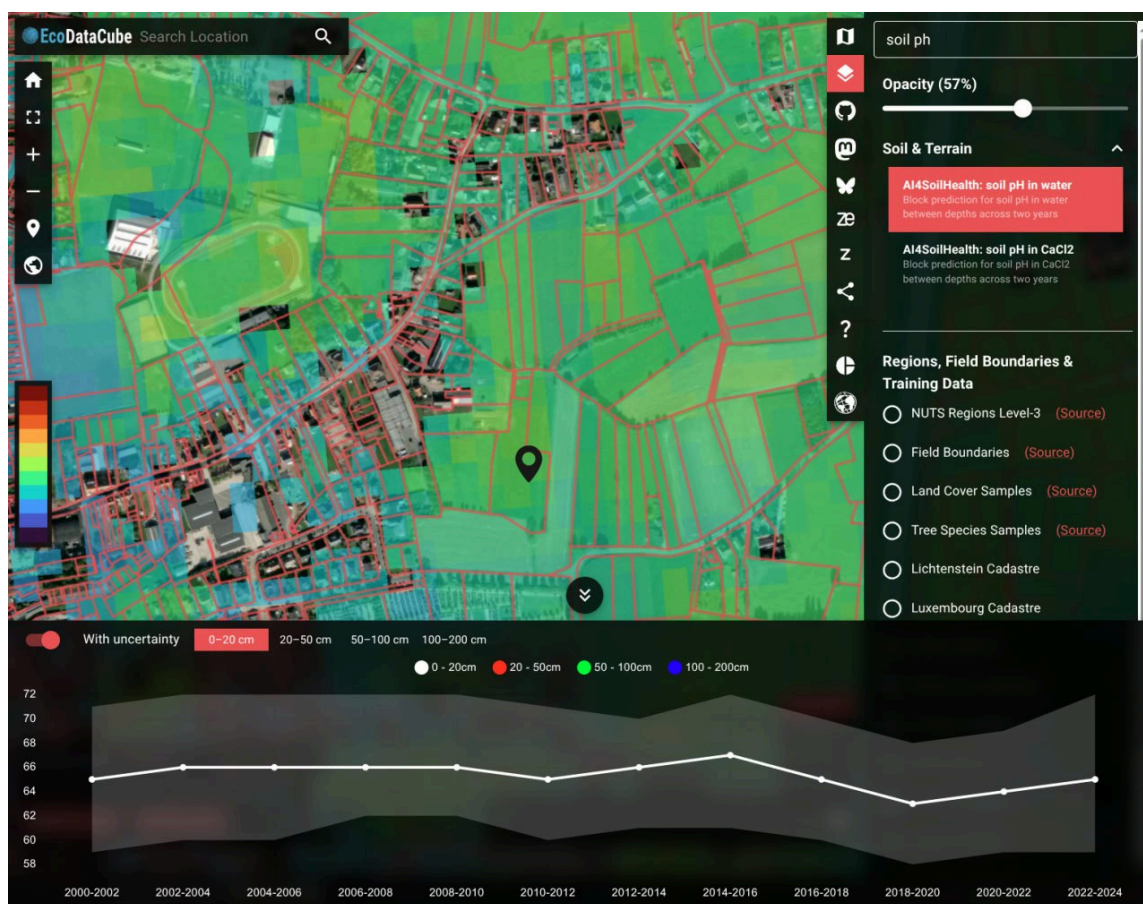 EcoDataCube Search Location
soil ph
Opacity (57%)
Soil & Terrain
AI4SoilHealth: soil pH in water
Block prediction for soil pH in water
between depths across two years
AI4SoilHealth: soil pH in CaCl2
Block prediction for soil pH in CaCl2
between depths across two years
Regions, Field Boundaries &
Training Data
NUTS Regions Level-3 (Source)
Field Boundaries (Source)
Land Cover Samples (Source)
Tree Species Samples (Source)
Lichtenstein Cadastre
Luxembourg Cadastre
With uncertainty 0–20 cm 20–50 cm 50–100 cm 100–200 cm
0 - 20cm 20 - 50cm 50 - 100cm 100 - 200cm
72
70
68
66
64
62
60
58
2000-2002 2002-2004 2004-2006 2006-2008 2008-2010 2010-2012 2012-2014 2014-2016 2016-2018 2018-2020 2020-2022 2022-2024